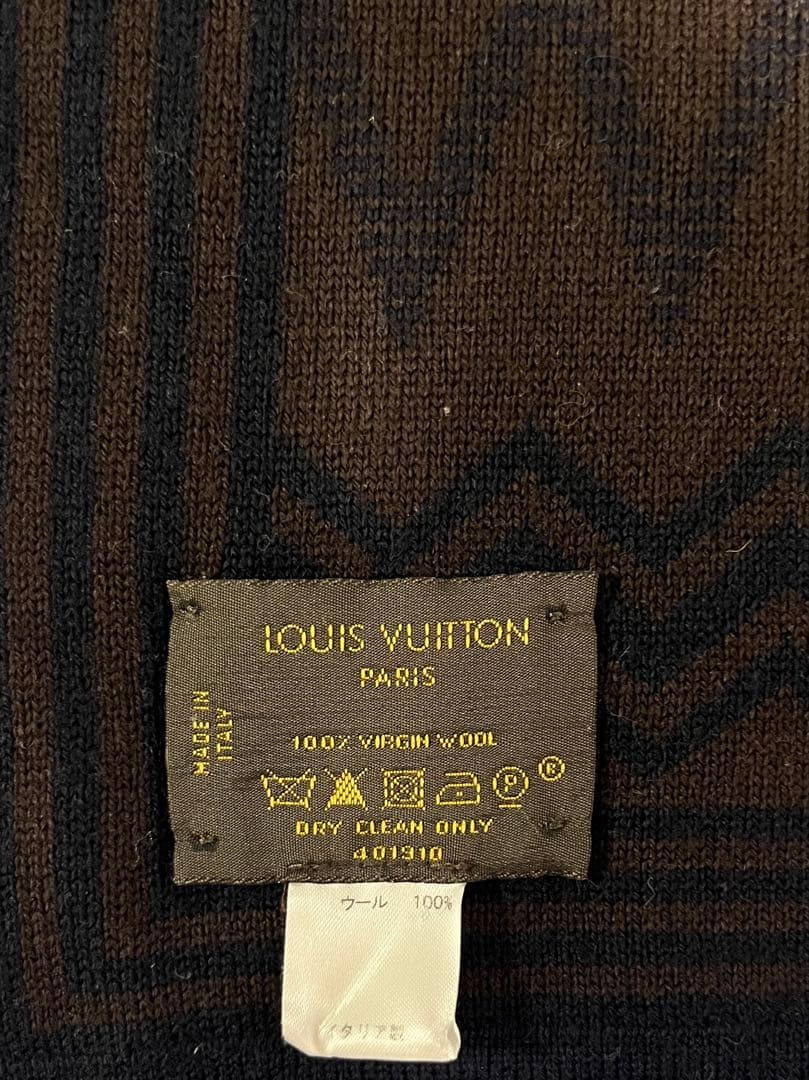 LOUIS VUITTON
PARIS
MADE IN
ITALY
100% VIRGIN WOOL
P ®
DRY CLEAN ONLY
401910
ウール 100%
イタリア製